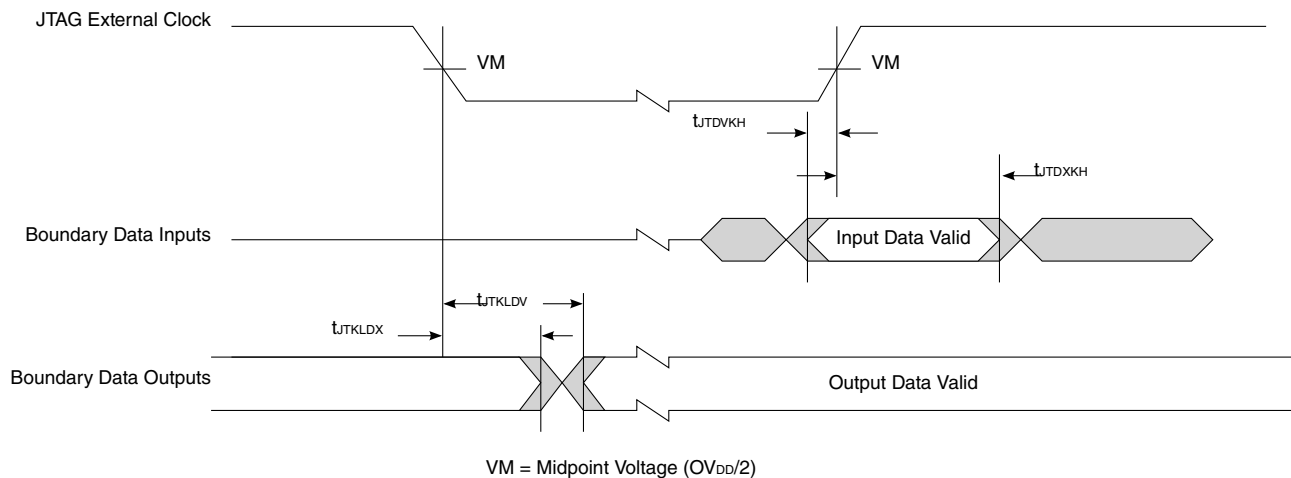 JTAG External Clock
VM
VM
tJTDVKH
tJTDXKH
Boundary Data Inputs
Input Data Valid
tJTKLDV
tJTKLDX
Boundary Data Outputs
Output Data Valid
VM = Midpoint Voltage (OVDD/2)